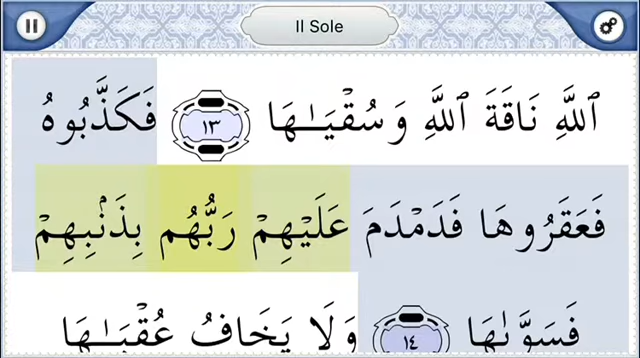 Il Sole
ٱللَّهِ نَاقَةَ ٱللَّهِ وَسُقْيَـٰهَا ١٣ فَكَذَّبُوهُ
فَعَقَرُوهَا فَدَمْدَمَ عَلَيْهِمْ رَبُّهُم بِذَنۢبِهِمْ
فَسَوَّىٰهَا ١٤ وَلَا يَخَافُ عُقْبَـٰهَا